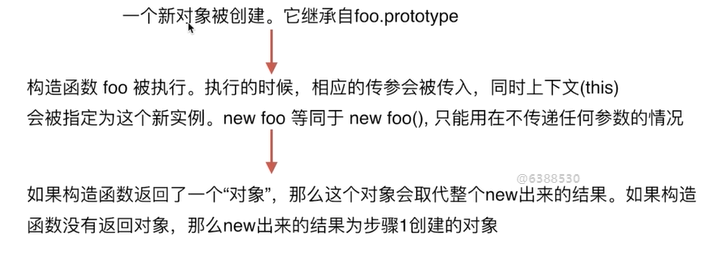 一个新对象被创建。它继承自foo.prototype
构造函数 foo 被执行。执行的时候，相应的传参会被传入，同时上下文(this)
会被指定为这个新实例。new foo 等同于 new foo(), 只能用在不传递任何参数的情况
@6388530
如果构造函数返回了一个“对象”，那么这个对象会取代整个new出来的结果。如果构造
函数没有返回对象，那么new出来的结果为步骤1创建的对象